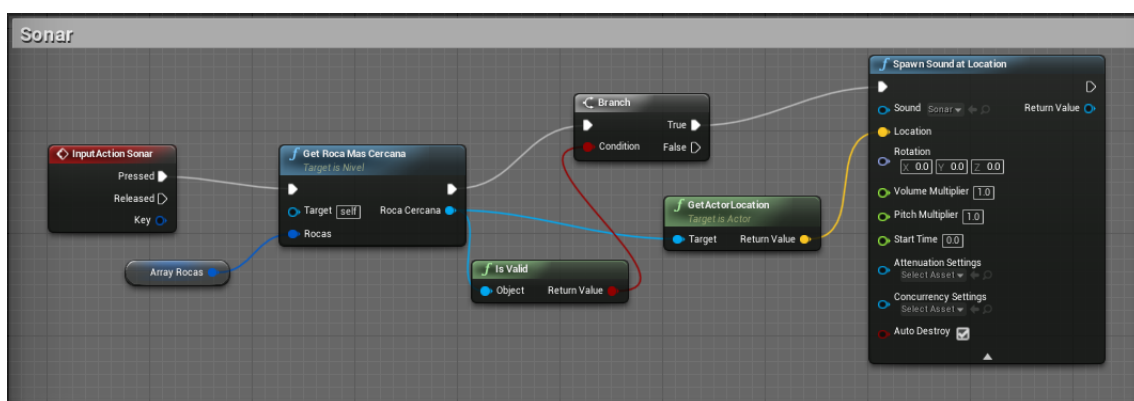 Sonar
InputAction Sonar
Pressed
Released
Key
Array Rocas
f Get Roca Mas Cercana
Target is Nivel
Target self
Roca Cercana
Rocas
f Is Valid
Object
Return Value
Branch
True
Condition
False
f GetActorLocation
Target is Actor
Target
Return Value
f Spawn Sound at Location
Sound Sonar
Return Value
Location
Rotation
X 0.0 Y 0.0 Z 0.0
Volume Multiplier 1.0
Pitch Multiplier 1.0
Start Time 0.0
Attenuation Settings
Select Asset
Concurrency Settings
Select Asset
Auto Destroy